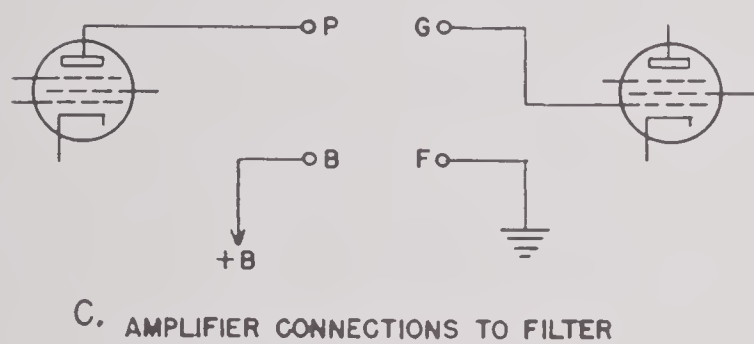 P G
B F
+B
C. AMPLIFIER CONNECTIONS TO FILTER